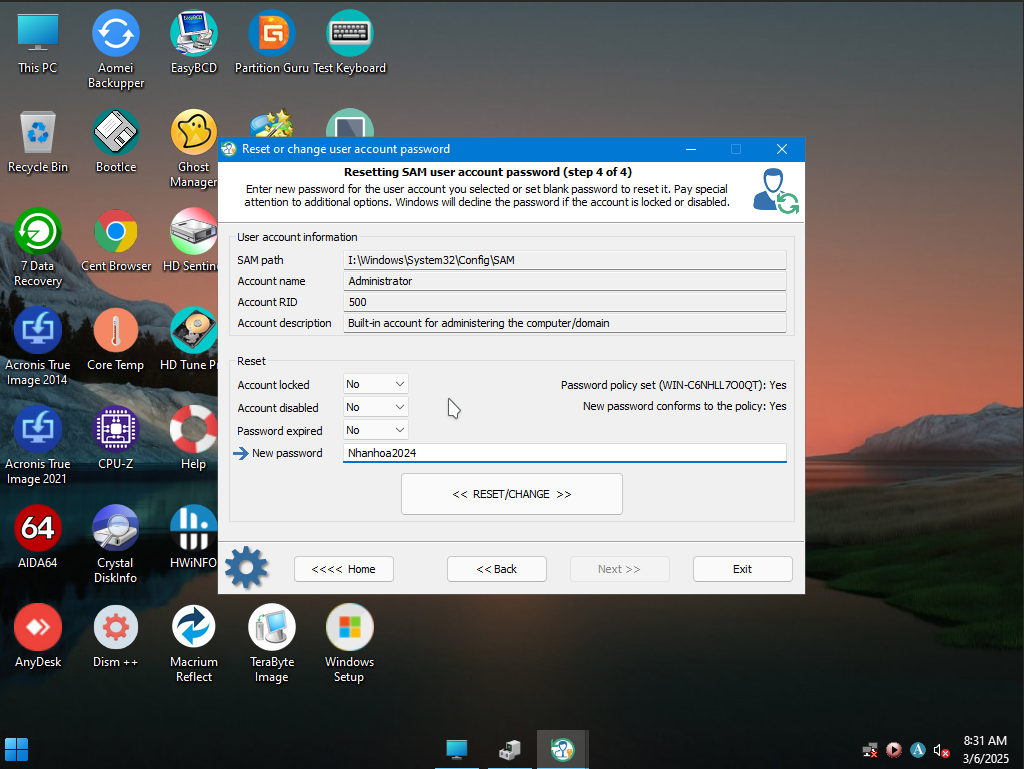 This PC
Aomei
Backupper
EasyBCD
Partition Guru
Test Keyboard
Recycle Bin
BootIce
Ghost
Manager
7 Data
Recovery
Cent Browser
HD Sentine
Acronis True
Image 2014
Core Temp
HD Tune Pr
Acronis True
Image 2021
CPU-Z
Help
64
AIDA64
Crystal
DiskInfo
HWiNFO
AnyDesk
Dism ++
Macrium
Reflect
TeraByte
Image
Windows
Setup
Reset or change user account password
Resetting SAM user account password (step 4 of 4)
Enter new password for the user account you selected or set blank password to reset it. Pay special
attention to additional options. Windows will decline the password if the account is locked or disabled.
User account information
SAM path I:\Windows\System32\Config\SAM
Account name Administrator
Account RID 500
Account description Built-in account for administering the computer/domain
Reset
Account locked No Password policy set (WIN-C6NHLL7O0QT): Yes
Account disabled No New password conforms to the policy: Yes
Password expired No
New password Nhanhoa2024
<< RESET/CHANGE >>
<<<< Home
<< Back
Next >>
Exit
8:31 AM
3/6/2025